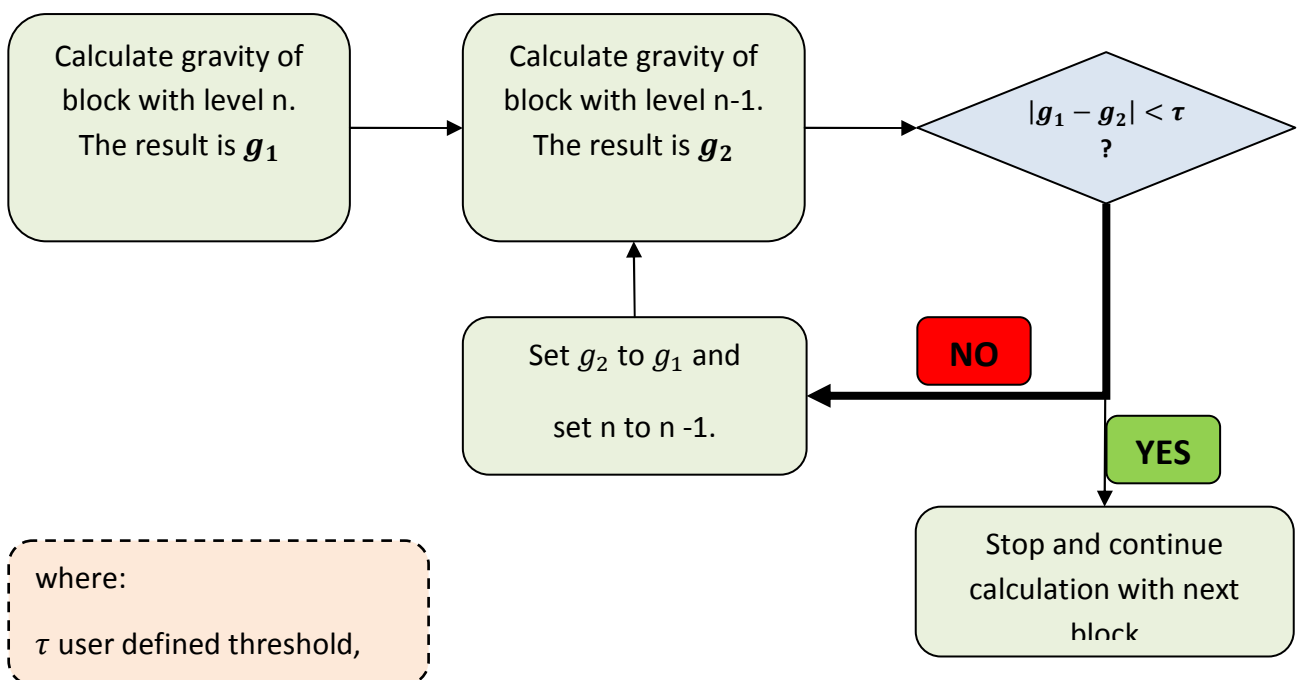 Calculate gravity of
block with level n.
The result is g₁
Calculate gravity of
block with level n-1.
The result is g₂
|g₁ − g₂| < τ
?
Set g₂ to g₁ and
set n to n -1.
NO
YES
Stop and continue
calculation with next
block
where:
τ user defined threshold,